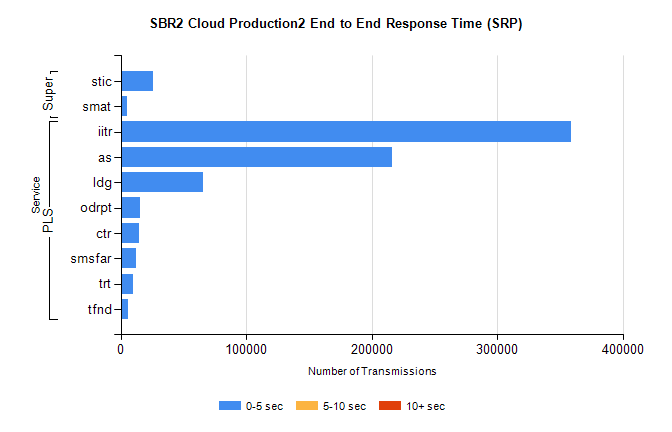 SBR2 Cloud Production2 End to End Response Time (SRP)
Super
stic
smat
Service
PLS
iitr
as
ldg
odrpt
ctr
smsfar
trt
tfnd
0 100000 200000 300000 400000
Number of Transmissions
0-5 sec 5-10 sec 10+ sec